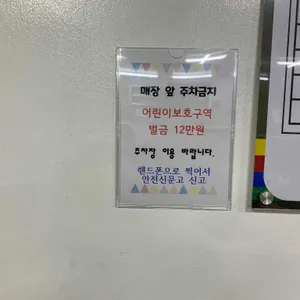 매장 앞 주차금지
어린이보호구역
벌금 12만원
주차장 이용 바랍니다.
핸드폰으로 찍어서
안전신문고 신고